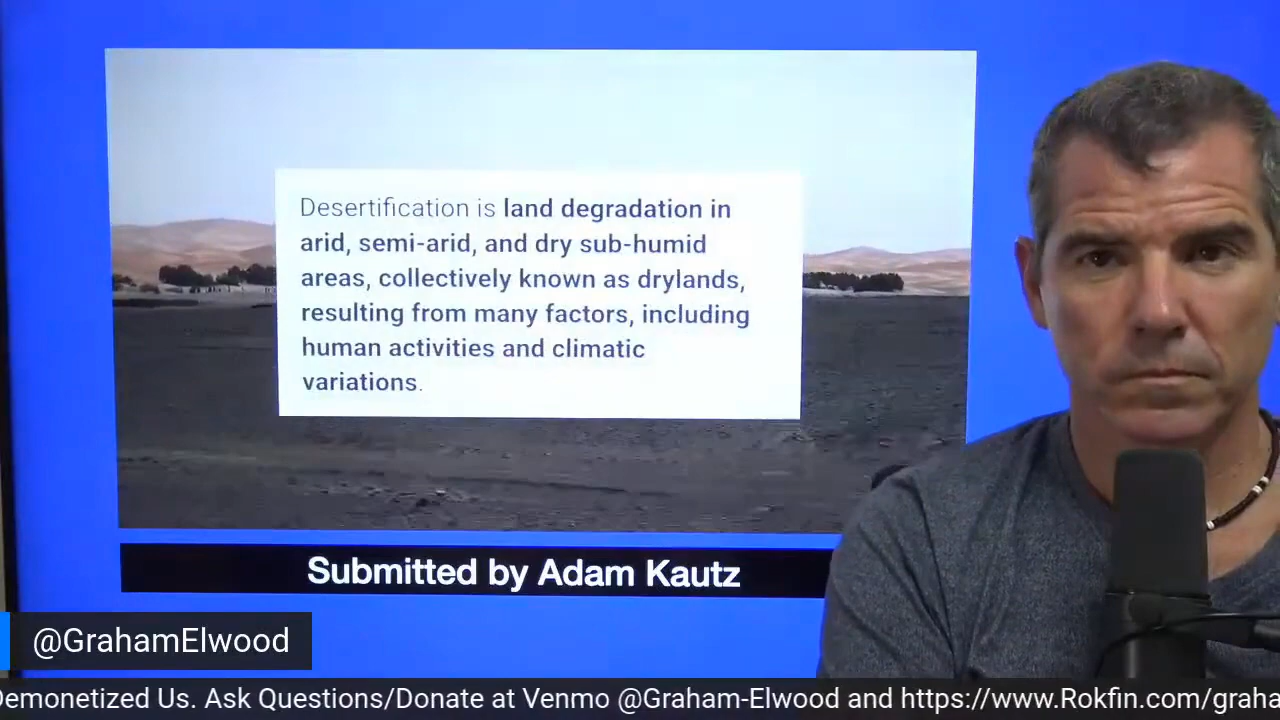 Desertification is land degradation in
arid, semi-arid, and dry sub-humid
areas, collectively known as drylands,
resulting from many factors, including
human activities and climatic
variations.
Submitted by Adam Kautz
@GrahamElwood
Demonetized Us. Ask Questions/Donate at Venmo @Graham-Elwood and https://www.Rokfin.com/graha